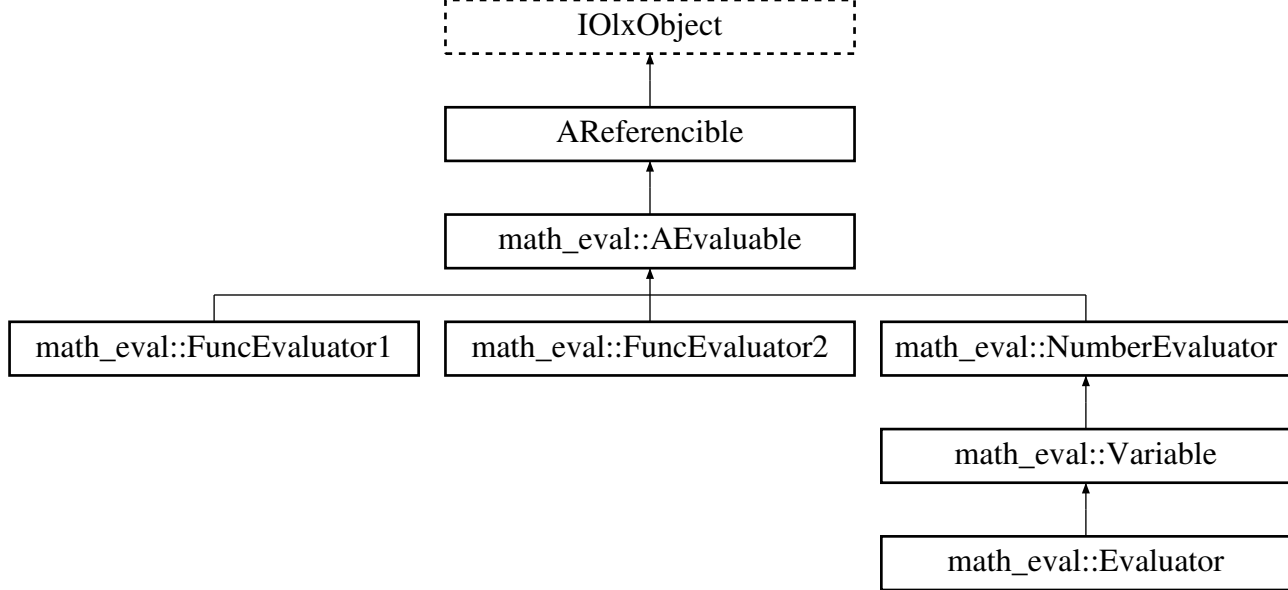 IOlxObject
AReferencible
math_eval::AEvaluable
math_eval::FuncEvaluator1
math_eval::FuncEvaluator2
math_eval::NumberEvaluator
math_eval::Variable
math_eval::Evaluator